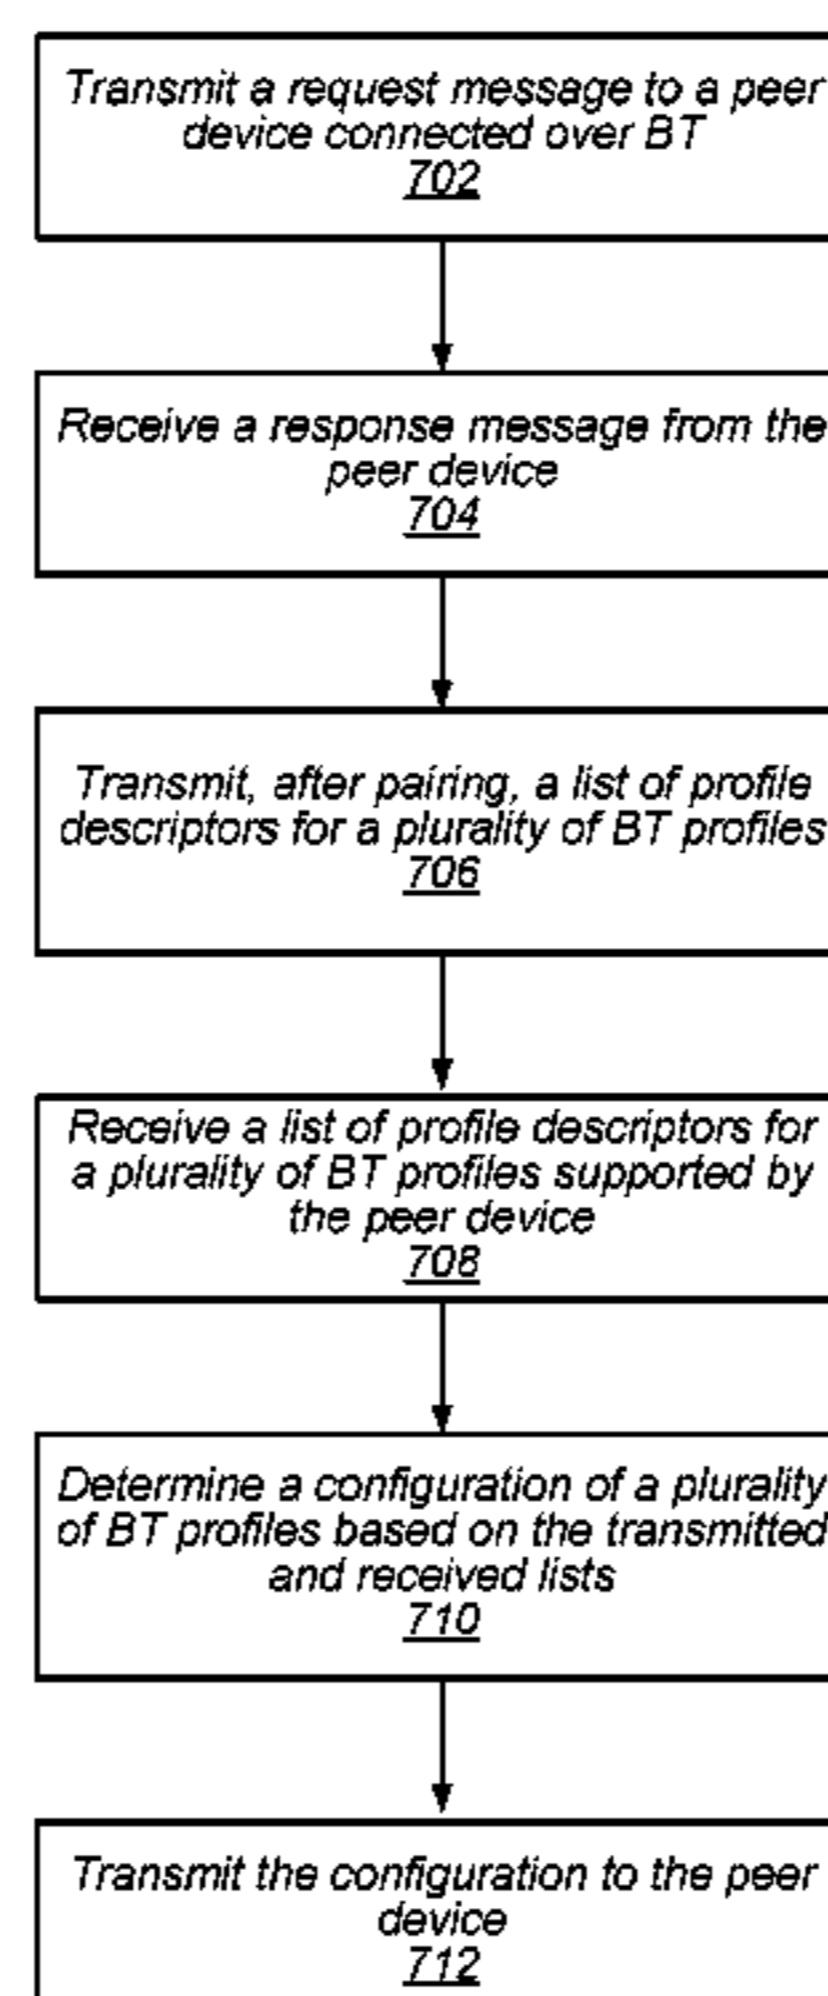 Transmit a request message to a peer
device connected over BT
702
Receive a response message from the
peer device
704
Transmit, after pairing, a list of profile
descriptors for a plurality of BT profiles
706
Receive a list of profile descriptors for
a plurality of BT profiles supported by
the peer device
708
Determine a configuration of a plurality
of BT profiles based on the transmitted
and received lists
710
Transmit the configuration to the peer
device
712